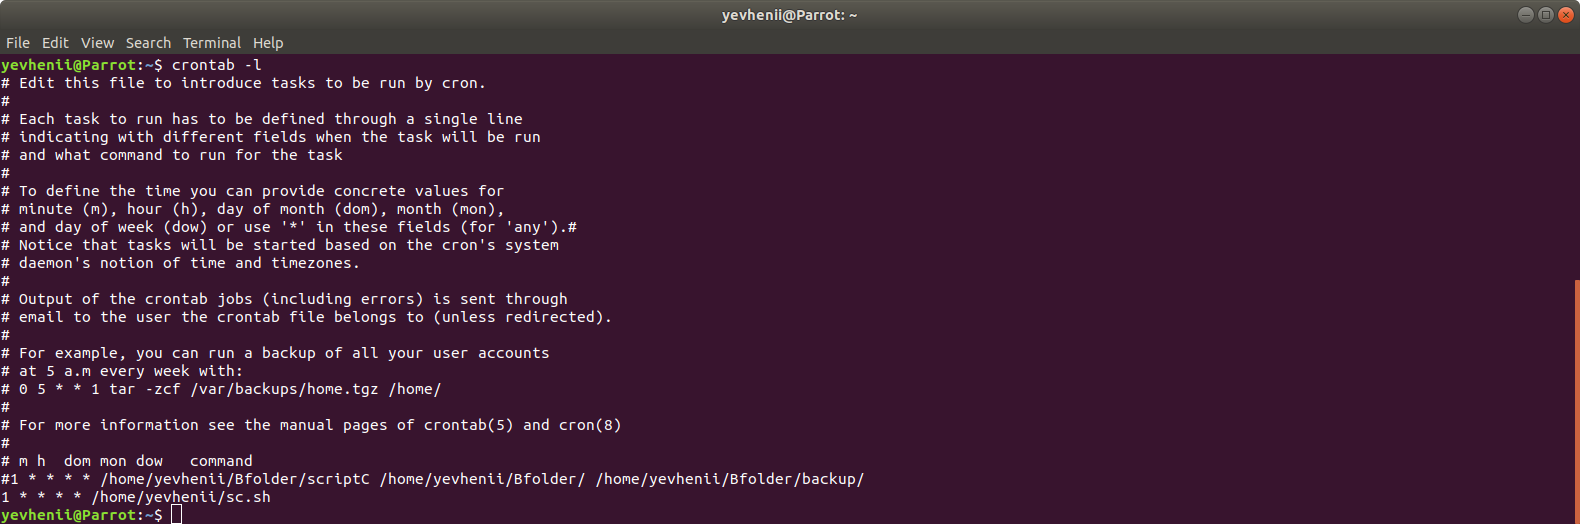 yevhenii@Parrot: ~
File Edit View Search Terminal Help
yevhenii@Parrot:~$ crontab -l
# Edit this file to introduce tasks to be run by cron.
#
# Each task to run has to be defined through a single line
# indicating with different fields when the task will be run
# and what command to run for the task
#
# To define the time you can provide concrete values for
# minute (m), hour (h), day of month (dom), month (mon),
# and day of week (dow) or use '*' in these fields (for 'any').#
# Notice that tasks will be started based on the cron's system
# daemon's notion of time and timezones.
#
# Output of the crontab jobs (including errors) is sent through
# email to the user the crontab file belongs to (unless redirected).
#
# For example, you can run a backup of all your user accounts
# at 5 a.m every week with:
# 0 5 * * 1 tar -zcf /var/backups/home.tgz /home/
#
# For more information see the manual pages of crontab(5) and cron(8)
#
# m h  dom mon dow   command
#1 * * * * /home/yevhenii/Bfolder/scriptC /home/yevhenii/Bfolder/ /home/yevhenii/Bfolder/backup/
1 * * * * /home/yevhenii/sc.sh
yevhenii@Parrot:~$